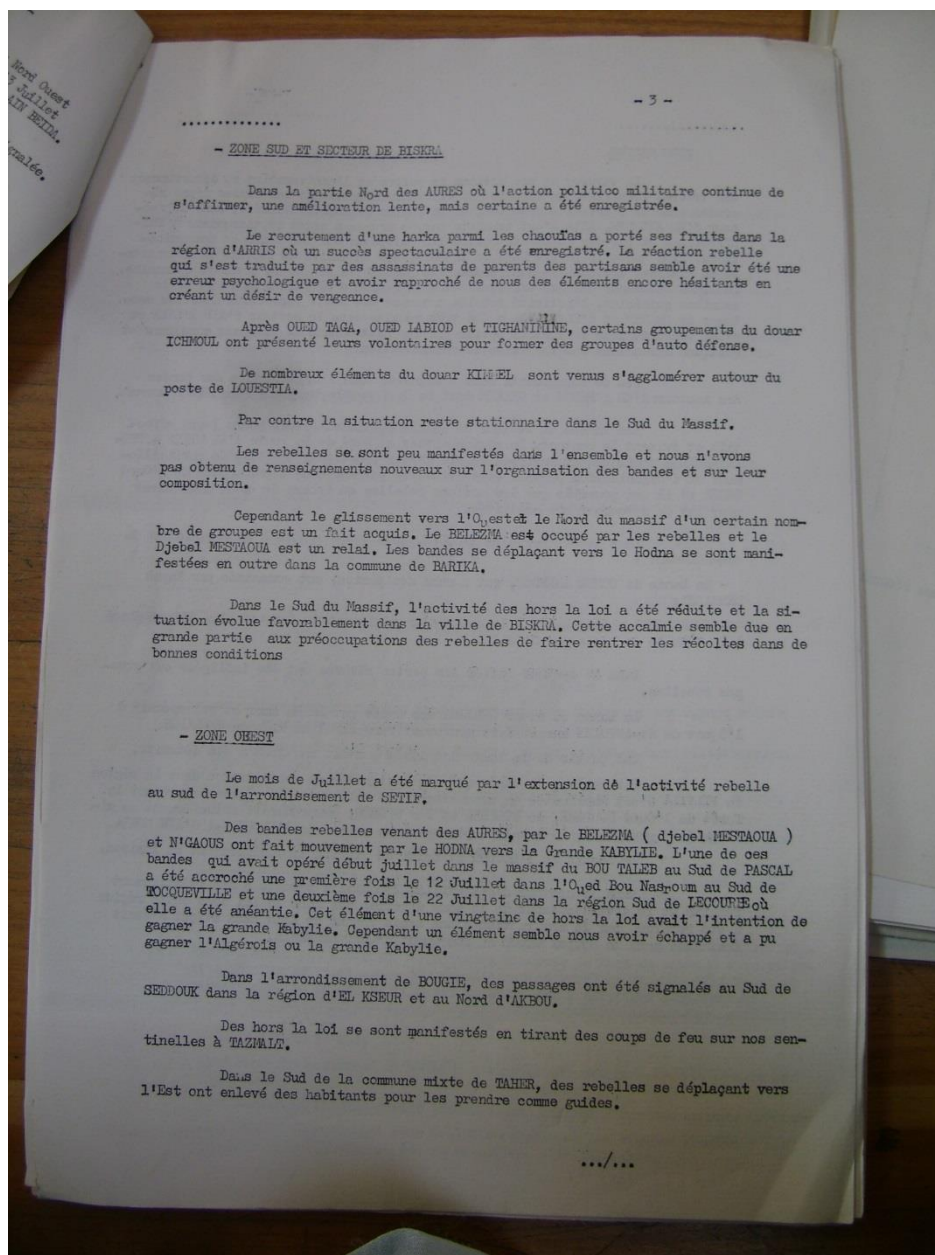 Nord Ouest
Juillet
AIN BEIDA.
- 3 -
..............
- ZONE SUD ET SECTEUR DE BISKRA
Dans la partie Nord des AURES où l'action politico militaire continue de
s'affirmer, une amélioration lente, mais certaine a été enregistrée.
Le recrutement d'une harka parmi les chaouïas a porté ses fruits dans la
région d'ARRIS où un succès spectaculaire a été enregistré. La réaction rebelle
qui s'est traduite par des assassinats de parents des partisans semble avoir été une
erreur psychologique et avoir rapproché de nous des éléments encore hésitants en
créant un désir de vengeance.
Après OUED TAGA, OUED LABIOD et TIGHANIMINE, certains groupements du douar
ICHMOUL ont présenté leurs volontaires pour former des groupes d'auto défense.
De nombreux éléments du douar KIMMEL sont venus s'agglomérer autour du
poste de LOUESTIA.
Par contre la situation reste stationnaire dans le Sud du Massif.
Les rebelles se sont peu manifestés dans l'ensemble et nous n'avons
pas obtenu de renseignements nouveaux sur l'organisation des bandes et sur leur
composition.
Cependant le glissement vers l'Ouestet le Nord du massif d'un certain nom-
bre de groupes est un fait acquis. Le BELEZMA est occupé par les rebelles et le
Djebel MESTAOUA est un relai. Les bandes se déplaçant vers le Hodna se sont mani-
festées en outre dans la commune de BARIKA.
Dans le Sud du Massif, l'activité des hors la loi a été réduite et la si-
tuation évolue favorablement dans la ville de BISKRA. Cette accalmie semble due en
grande partie aux préoccupations des rebelles de faire rentrer les récoltes dans de
bonnes conditions
- ZONE OUEST
Le mois de Juillet a été marqué par l'extension de l'activité rebelle
au sud de l'arrondissement de SETIF.
Des bandes rebelles venant des AURES, par le BELEZMA ( djebel MESTAOUA )
et N'GAOUS ont fait mouvement par le HODNA vers la Grande KABYLIE. L'une de ces
bandes qui avait opéré début juillet dans le massif du BOU TALEB au Sud de PASCAL
a été accroché une première fois le 12 Juillet dans l'Oued Bou Nasroum au Sud de
TOCQUEVILLE et une deuxième fois le 22 Juillet dans la région Sud de LECOURBE où
elle a été anéantie. Cet élément d'une vingtaine de hors la loi avait l'intention de
gagner la grande Kabylie. Cependant un élément semble nous avoir échappé et a pu
gagner l'Algérois ou la grande Kabylie.
Dans l'arrondissement de BOUGIE, des passages ont été signalés au Sud de
SEDDOUK dans la région d'EL KSEUR et au Nord d'AKBOU.
Des hors la loi se sont manifestés en tirant des coups de feu sur nos sen-
tinelles à TAZMALT.
Dans le Sud de la commune mixte de TAHER, des rebelles se déplaçant vers
l'Est ont enlevé des habitants pour les prendre comme guides.
.../...